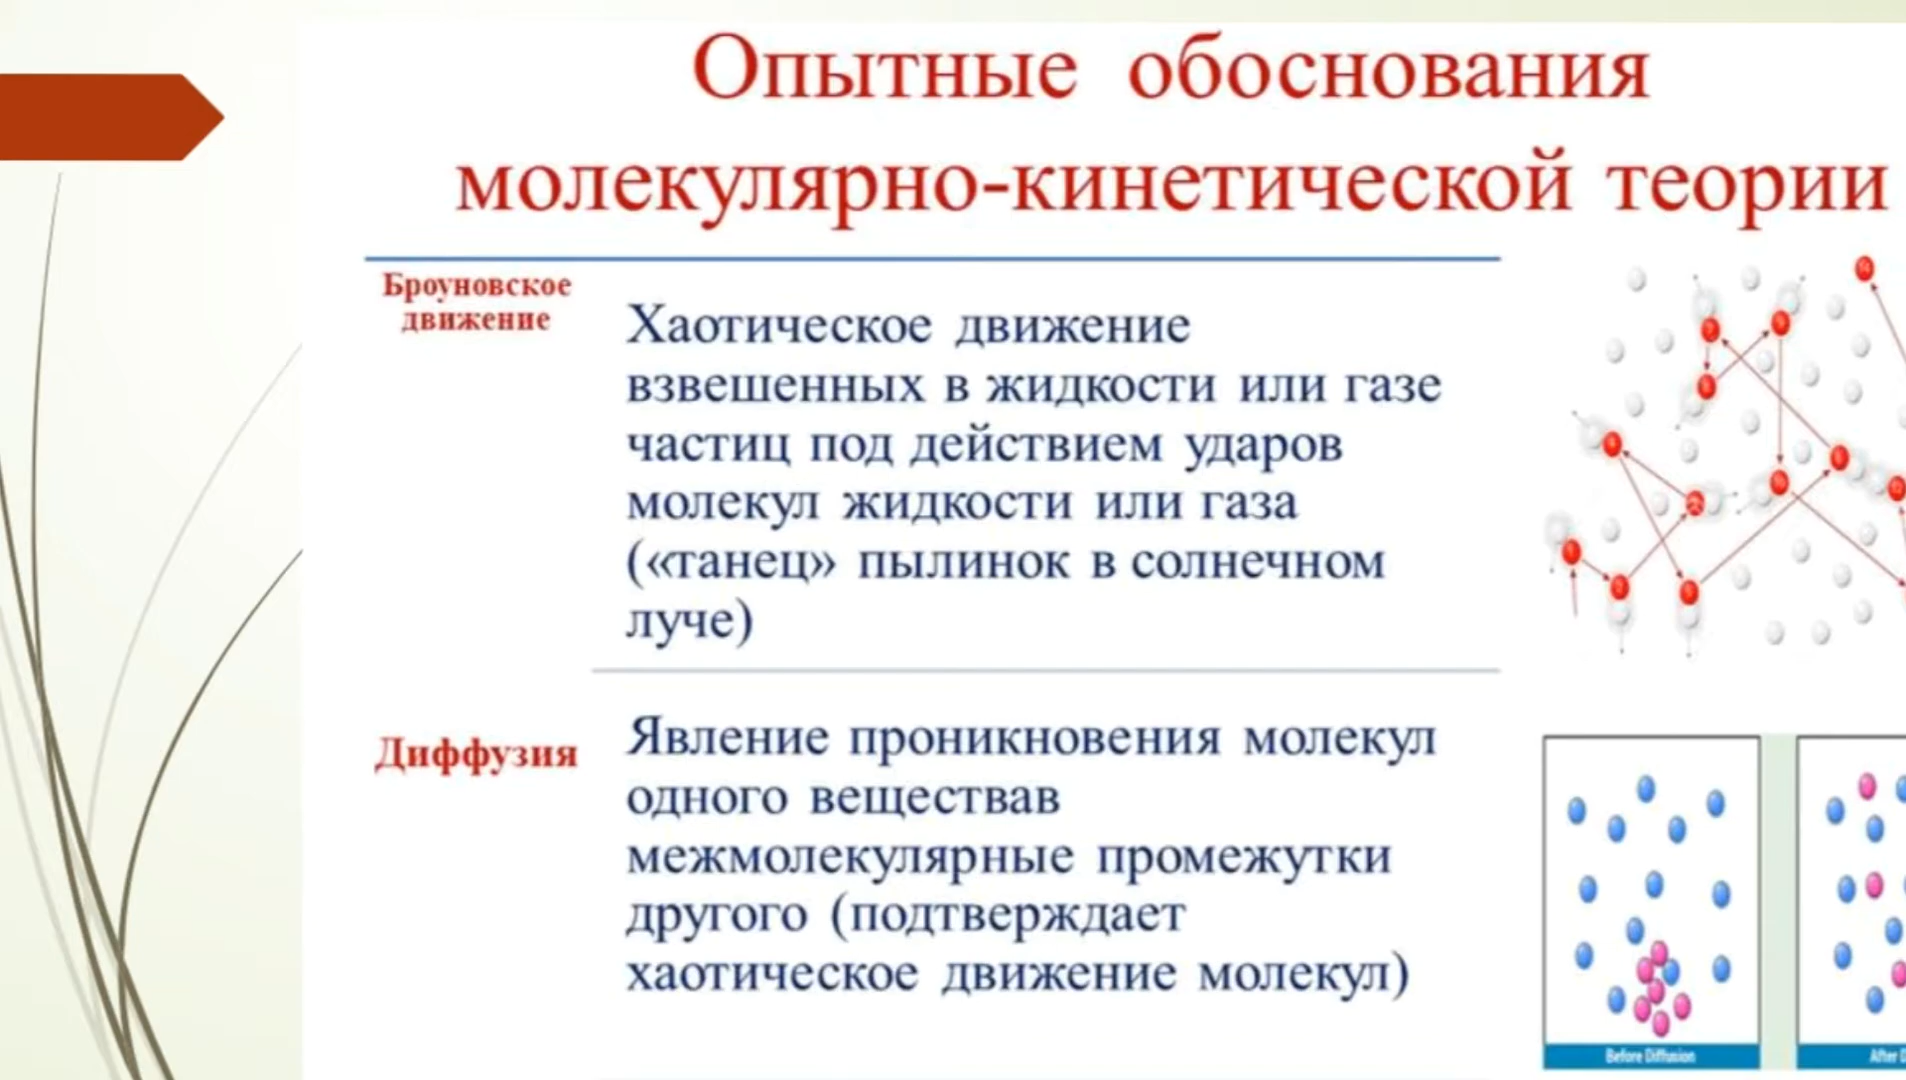 Опытные обоснования
молекулярно-кинетической теории
Броуновское
движение
Хаотическое движение
взвешенных в жидкости или газе
частиц под действием ударов
молекул жидкости или газа
(«танец» пылинок в солнечном
луче)
Диффузия
Явление проникновения молекул
одного веществав
межмолекулярные промежутки
другого (подтверждает
хаотическое движение молекул)
Before Diffusion
After